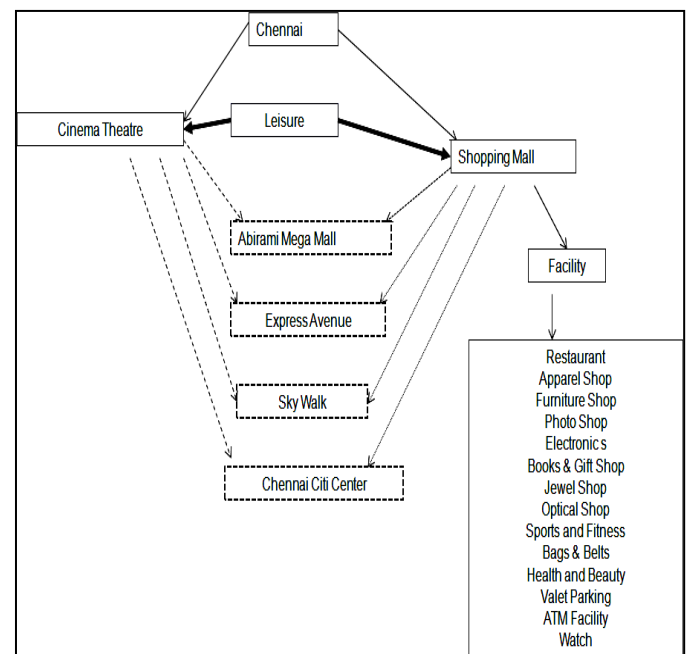 Chennai
Cinema Theatre
Leisure
Shopping Mall
Abirami Mega Mall
Facility
Express Avenue
Sky Walk
Chennai Citi Center
Restaurant
Apparel Shop
Furniture Shop
Photo Shop
Electronic s
Books & Gift Shop
Jewel Shop
Optical Shop
Sports and Fitness
Bags & Belts
Health and Beauty
Valet Parking
ATM Facility
Watch